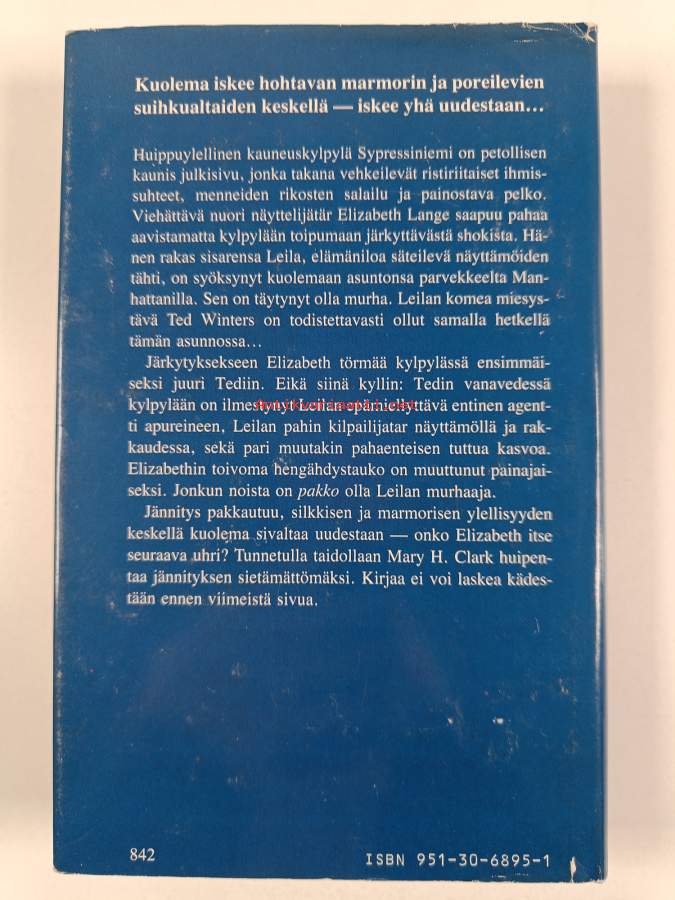 Kuolema iskee hohtavan marmorin ja poreilevien
suihkualtaiden keskellä — iskee yhä uudestaan...
Huippuylellinen kauneuskylpylä Sypressiniemi on petollisen
kaunis julkisivu, jonka takana vehkeilevät ristiriitaiset ihmis-
suhteet, menneiden rikosten salailu ja painostava pelko.
Viehättävä nuori näyttelijätär Elizabeth Lange saapuu pahaa
aavistamatta kylpylään toipumaan järkyttävästä shokista. Hä-
nen rakas sisarensa Leila, elämäniloa säteilevä näyttämöiden
tähti, on syöksynyt kuolemaan asuntonsa parvekkeelta Man-
hattanilla. Sen on täytynyt olla murha. Leilan komea miesys-
tävä Ted Winters on todistettavasti ollut samalla hetkellä
tämän asunnossa...
Järkytyksekseen Elizabeth törmää kylpylässä ensimmäi-
seksi juuri Tediin. Eikä siinä kyllin: Tedin vanavedessä
kylpylään on ilmestynyt koiranaepämiellyttävä entinen agent-
ti apureineen, Leilan pahin kilpailijatar näyttämöllä ja rak-
kaudessa, sekä pari muutakin pahaenteisen tuttua kasvoa.
Elizabethin toivoma hengähdystauko on muuttunut painajai-
seksi. Jonkun noista on pakko olla Leilan murhaaja.
Jännitys pakkautuu, silkkisen ja marmorisen ylellisyyden
keskellä kuolema sivaltaa uudestaan — onko Elizabeth itse
seuraava uhri? Tunnetulla taidollaan Mary H. Clark huipen-
taa jännityksen sietämättömäksi. Kirjaa ei voi laskea kädes-
tään ennen viimeistä sivua.
842
ISBN 951-30-6895-1